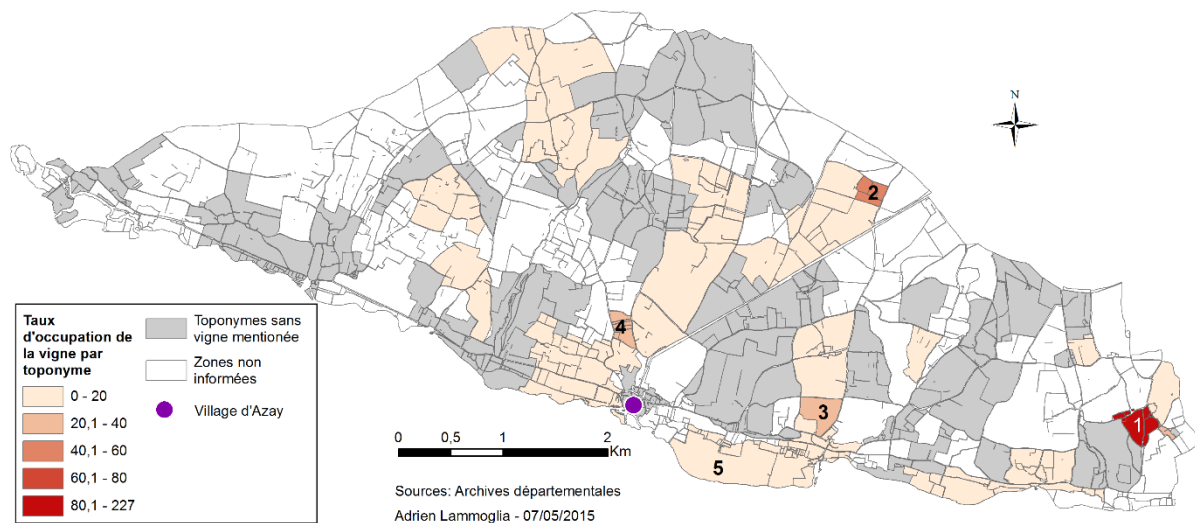 N
2
4
3
1
5
Taux
d'occupation de
la vigne par
toponyme
0 - 20
20,1 - 40
40,1 - 60
60,1 - 80
80,1 - 227
Toponymes sans
vigne mentionée
Zones non
informées
Village d'Azay
0 0,5 1 2
Km
Sources: Archives départementales
Adrien Lammoglia - 07/05/2015